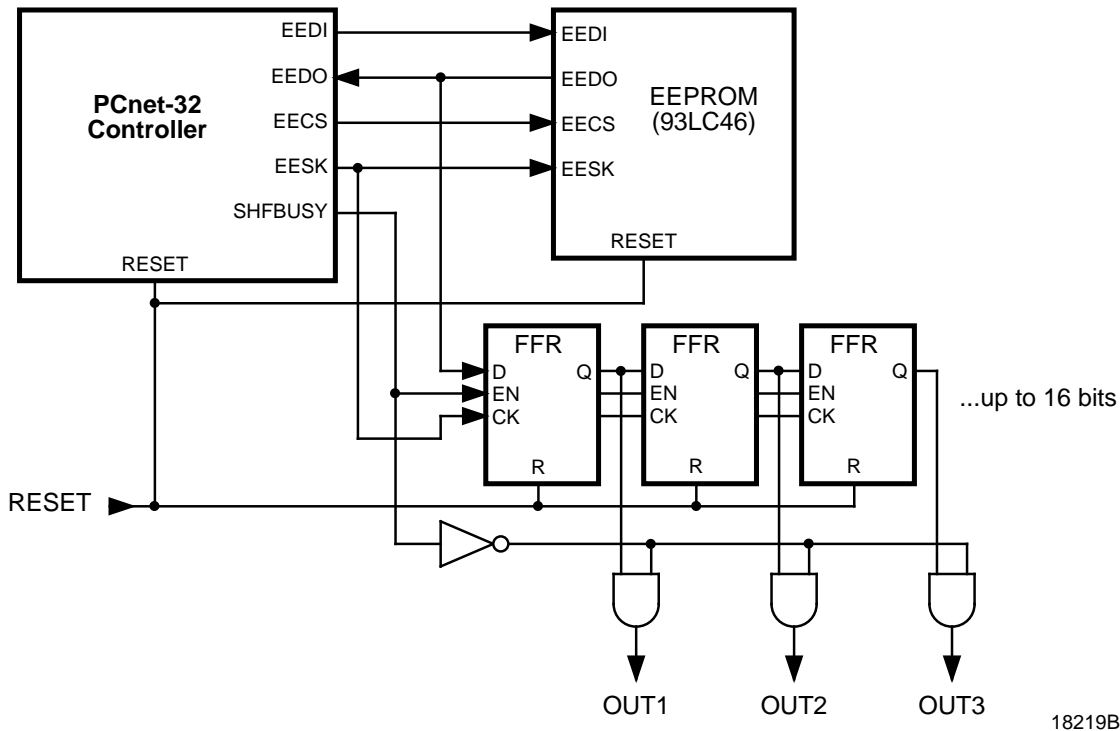 EEDI
EEDO
EECS
EESK
SHFBUSY
PCnet-32
Controller
RESET
EEDI
EEDO
EECS
EESK
EEPROM
(93LC46)
RESET
FFR
D
EN
CK
Q
R
FFR
D
EN
CK
Q
R
FFR
D
EN
CK
Q
R
...up to 16 bits
RESET
OUT1
OUT2
OUT3
18219B